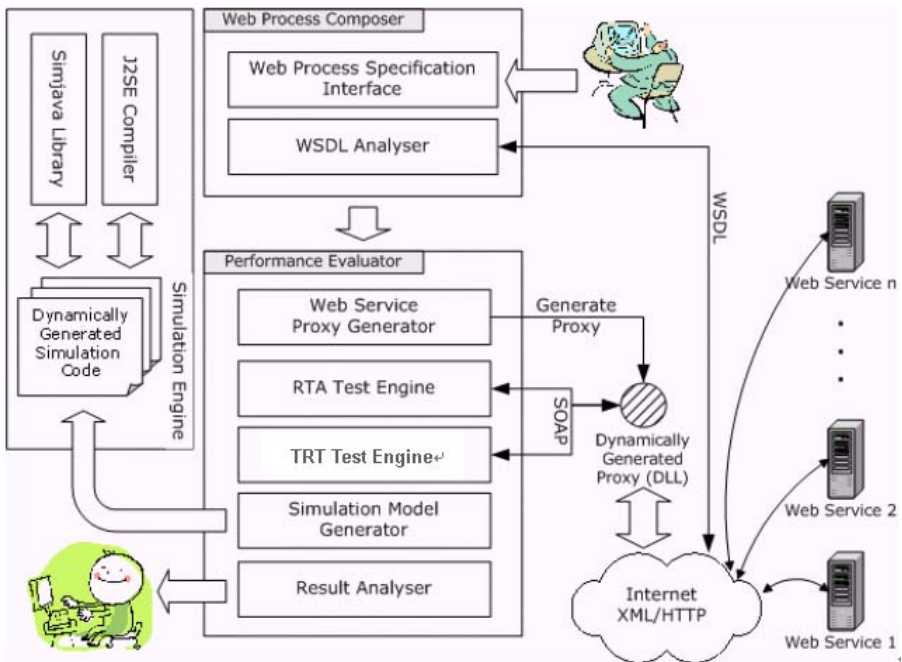 Simjava Library
J2SE Compiler
Dynamically
Generated
Simulation
Code
Simulation Engine
Web Process Composer
Web Process Specification
Interface
WSDL Analyser
Performance Evaluator
Web Service
Proxy Generator
RTA Test Engine
TRT Test Engine↵
Simulation Model
Generator
Result Analyser
Generate
Proxy
SOAP
Dynamically
Generated
Proxy (DLL)
WSDL
Internet
XML/HTTP
Web Service n
Web Service 2
Web Service 1